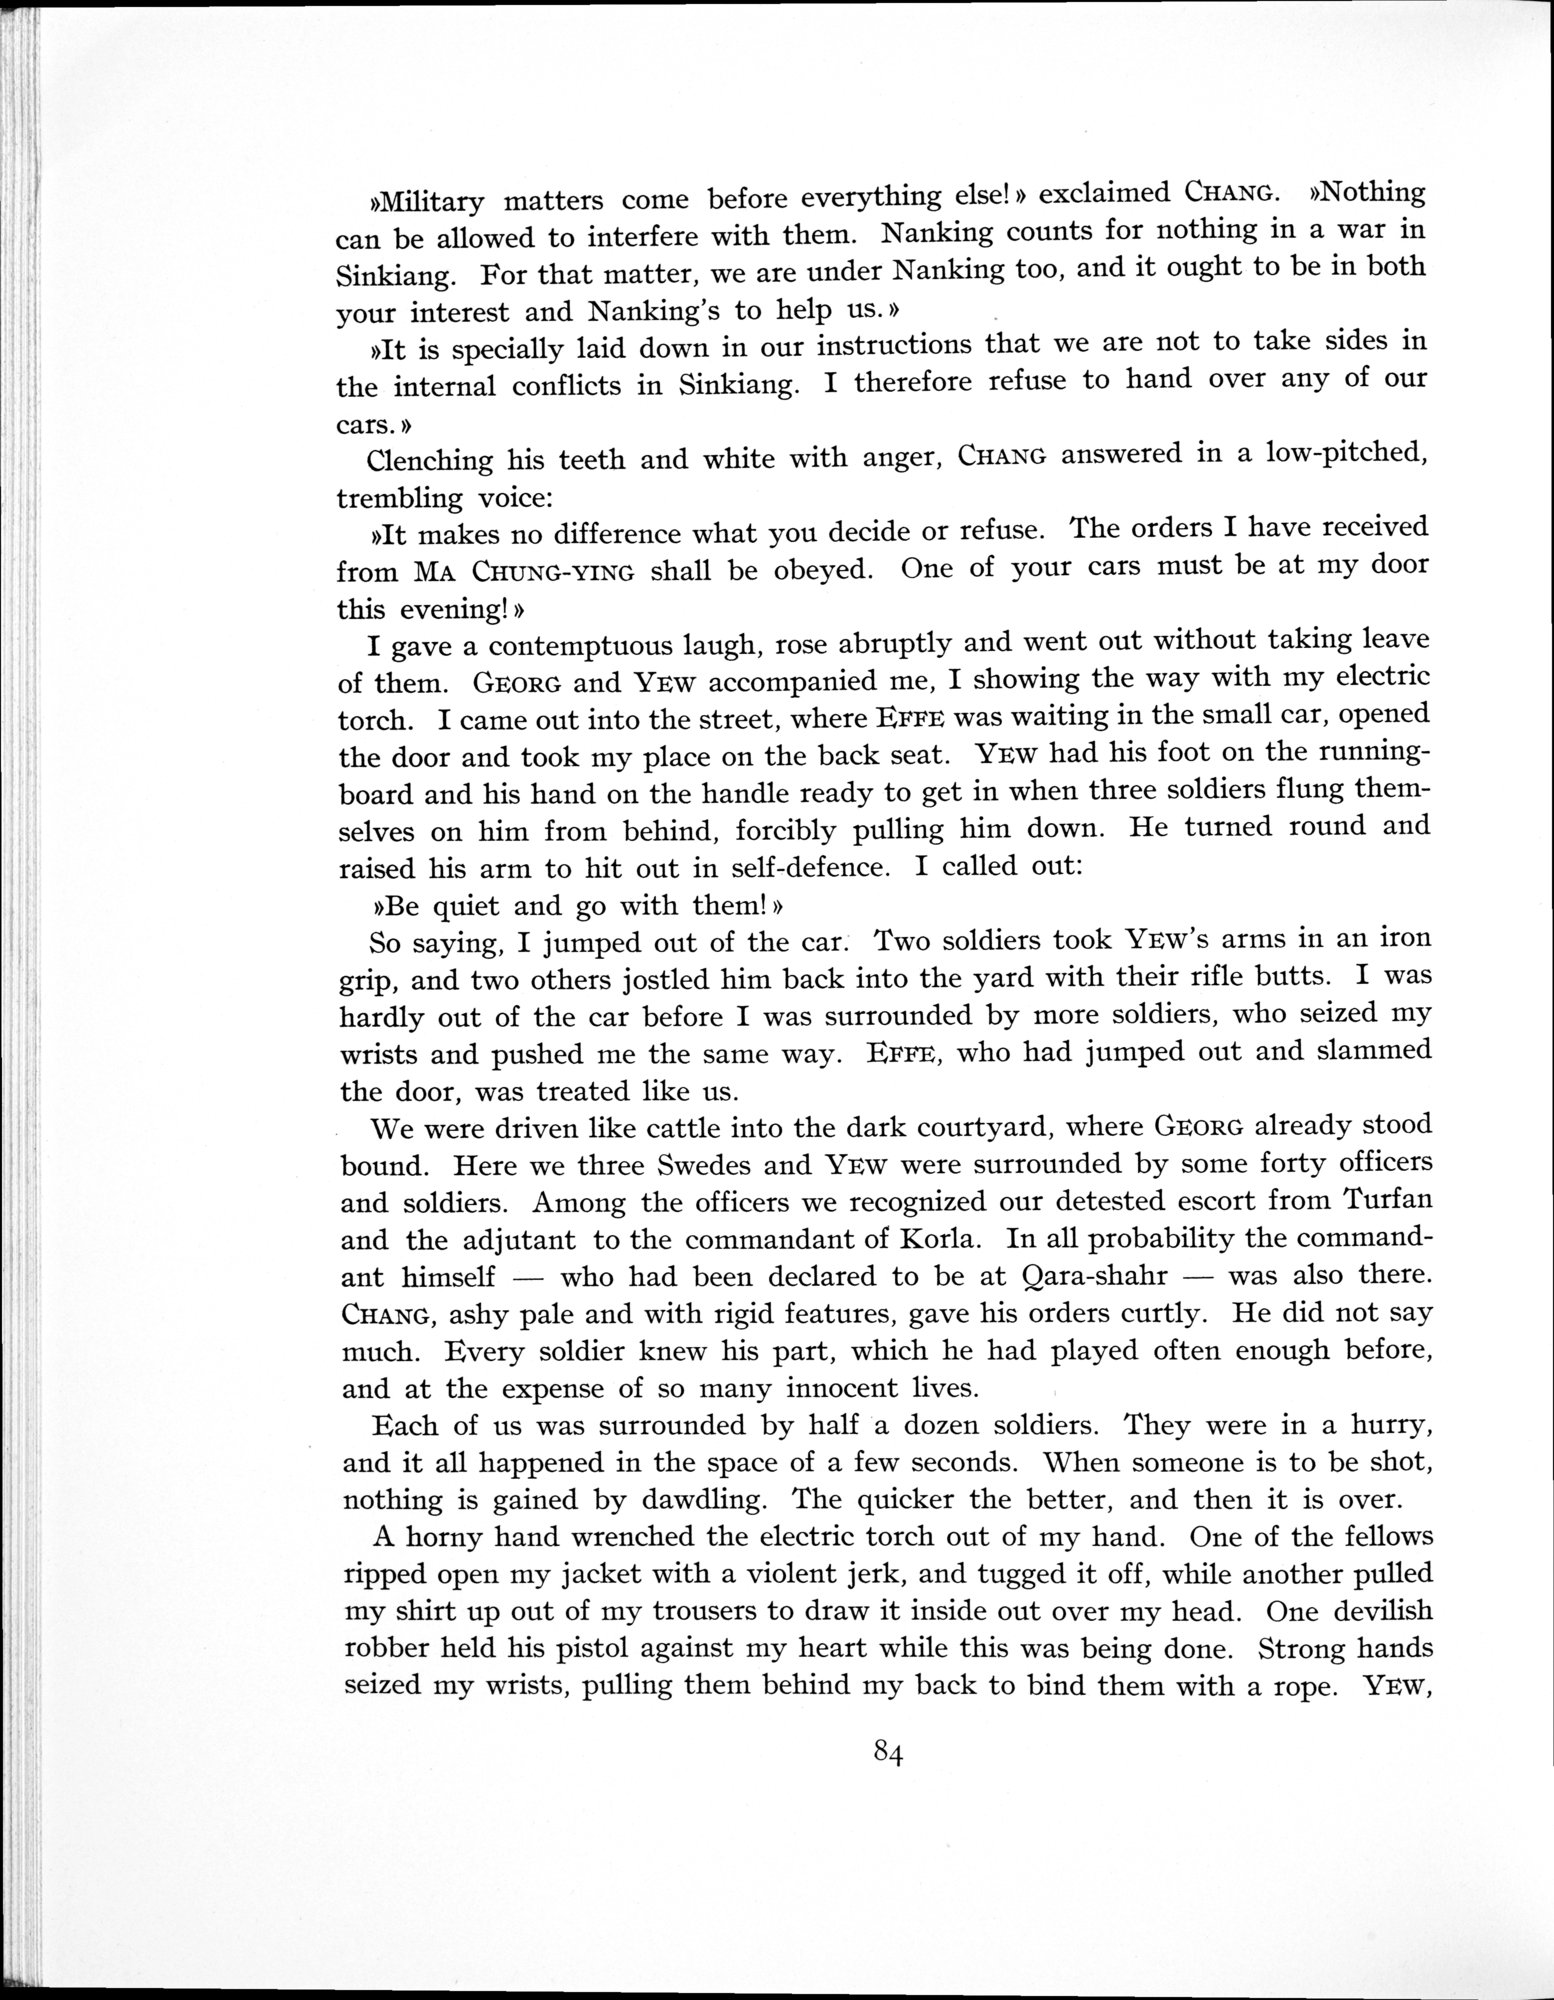 »Military matters come before everything else!» exclaimed CHANG. »Nothing
can be allowed to interfere with them. Nanking counts for nothing in a war in
Sinkiang. For that matter, we are under Nanking too, and it ought to be in both
your interest and Nanking's to help us.»
»It is specially laid down in our instructions that we are not to take sides in
the internal conflicts in Sinkiang. I therefore refuse to hand over any of our
cars.»
Clenching his teeth and white with anger, CHANG answered in a low-pitched,
trembling voice:
»It makes no difference what you decide or refuse. The orders I have received
from MA CHUNG-YING shall be obeyed. One of your cars must be at my door
this evening!»
I gave a contemptuous laugh, rose abruptly and went out without taking leave
of them. GEORG and YEW accompanied me, I showing the way with my electric
torch. I came out into the street, where EFFE was waiting in the small car, opened
the door and took my place on the back seat. YEW had his foot on the running-
board and his hand on the handle ready to get in when three soldiers flung them-
selves on him from behind, forcibly pulling him down. He turned round and
raised his arm to hit out in self-defence. I called out:
»Be quiet and go with them!»
So saying, I jumped out of the car. Two soldiers took YEW's arms in an iron
grip, and two others jostled him back into the yard with their rifle butts. I was
hardly out of the car before I was surrounded by more soldiers, who seized my
wrists and pushed me the same way. EFFE, who had jumped out and slammed
the door, was treated like us.
We were driven like cattle into the dark courtyard, where GEORG already stood
bound. Here we three Swedes and YEW were surrounded by some forty officers
and soldiers. Among the officers we recognized our detested escort from Turfan
and the adjutant to the commandant of Korla. In all probability the command-
ant himself — who had been declared to be at Qara-shahr — was also there.
CHANG, ashy pale and with rigid features, gave his orders curtly. He did not say
much. Every soldier knew his part, which he had played often enough before,
and at the expense of so many innocent lives.
Each of us was surrounded by half a dozen soldiers. They were in a hurry,
and it all happened in the space of a few seconds. When someone is to be shot,
nothing is gained by dawdling. The quicker the better, and then it is over.
A horny hand wrenched the electric torch out of my hand. One of the fellows
ripped open my jacket with a violent jerk, and tugged it off, while another pulled
my shirt up out of my trousers to draw it inside out over my head. One devilish
robber held his pistol against my heart while this was being done. Strong hands
seized my wrists, pulling them behind my back to bind them with a rope. YEW,
84